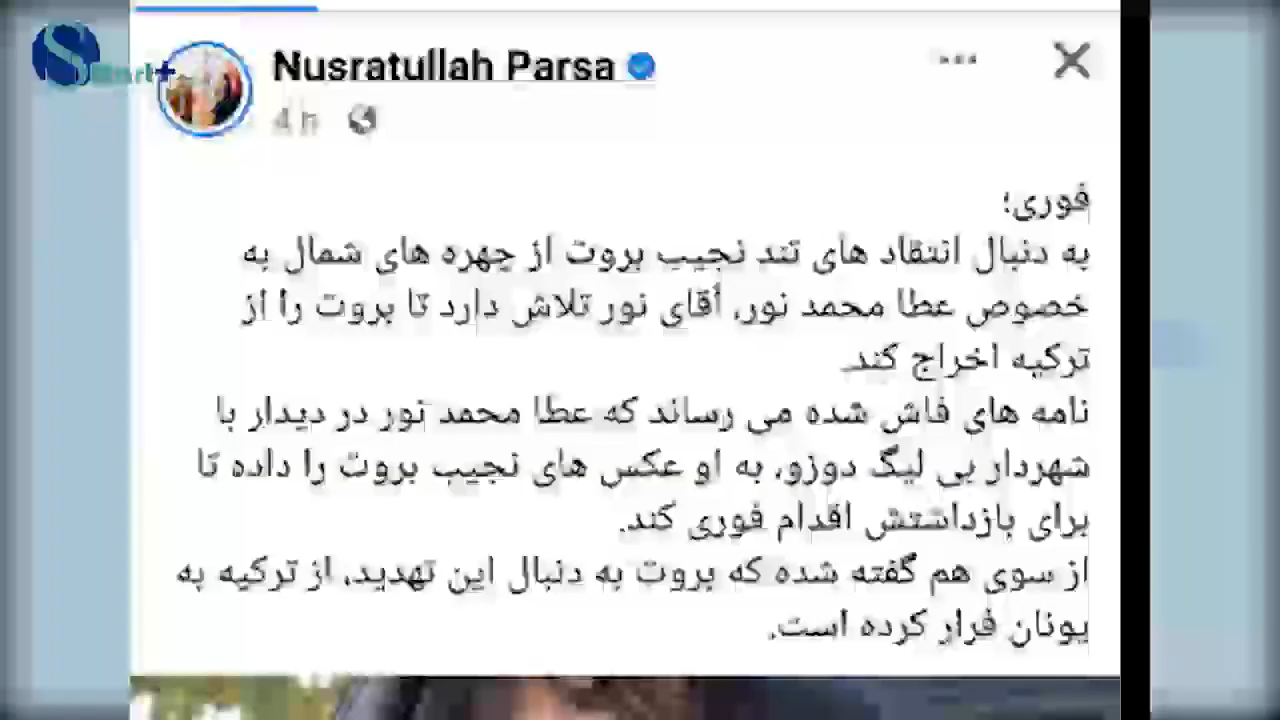 Nusratullah Parsa
4 h
فوری؛
به دنبال انتقاد های تند نجیب بروت از چهره های شمال به
خصوص عطا محمد نور، آقای نور تلاش دارد تا بروت را از
ترکیه اخراج کند.
نامه های فاش شده می رساند که عطا محمد نور در دیدار با
شهردار بی لیگ دوزو، به او عکس های نجیب بروت را داده تا
برای بازداشتش اقدام فوری کند.
از سوی هم گفته شده که بروت به دنبال این تهدید، از ترکیه به
یونان فرار کرده است.